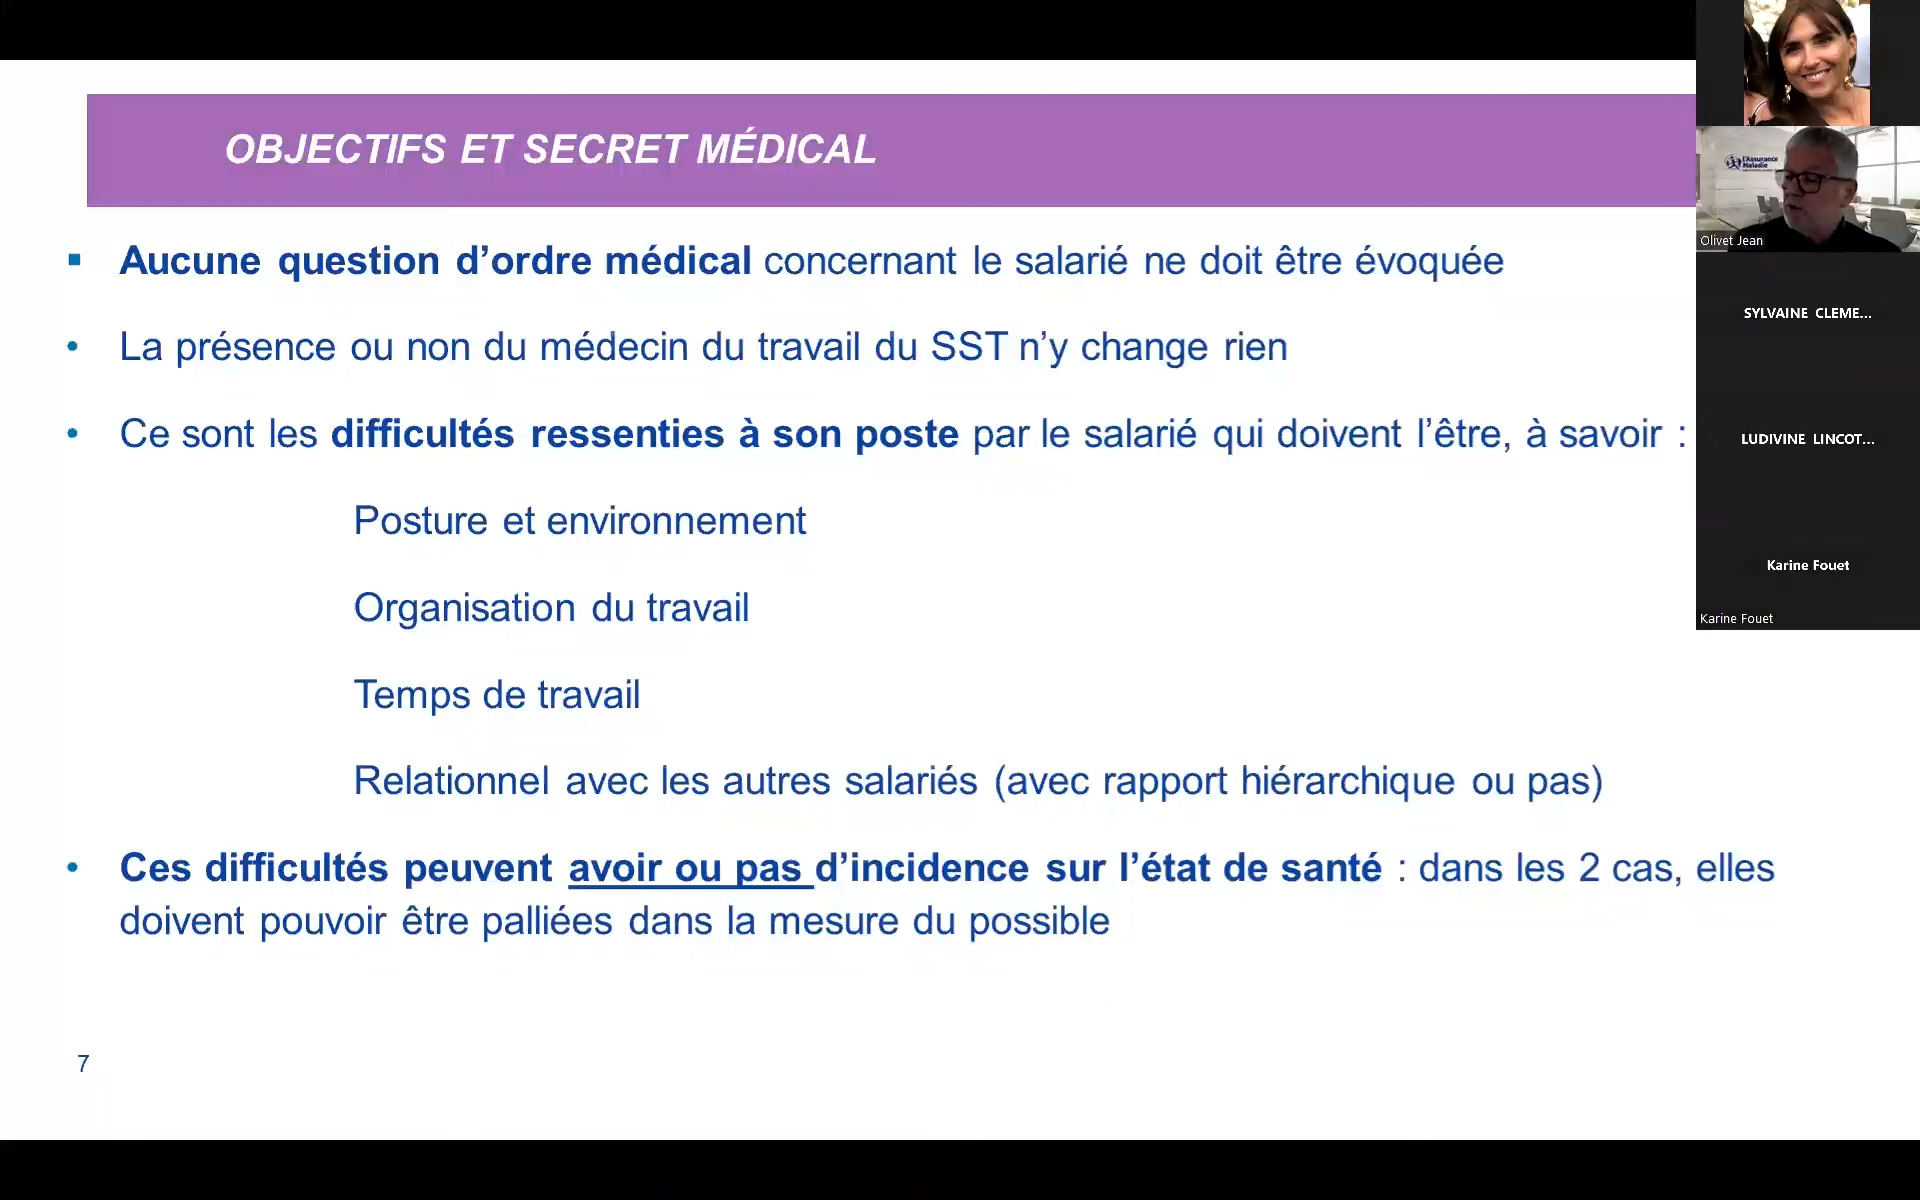 OBJECTIFS ET SECRET MÉDICAL
Aucune question d’ordre médical concernant le salarié ne doit être évoquée
La présence ou non du médecin du travail du SST n’y change rien
Ce sont les difficultés ressenties à son poste par le salarié qui doivent l’être, à savoir :
Posture et environnement
Organisation du travail
Temps de travail
Relationnel avec les autres salariés (avec rapport hiérarchique ou pas)
Ces difficultés peuvent avoir ou pas d’incidence sur l’état de santé : dans les 2 cas, elles
doivent pouvoir être palliées dans la mesure du possible
7
l'Assurance
Maladie
Olivet Jean
SYLVAINE CLEME...
LUDIVINE LINCOT...
Karine Fouet
Karine Fouet